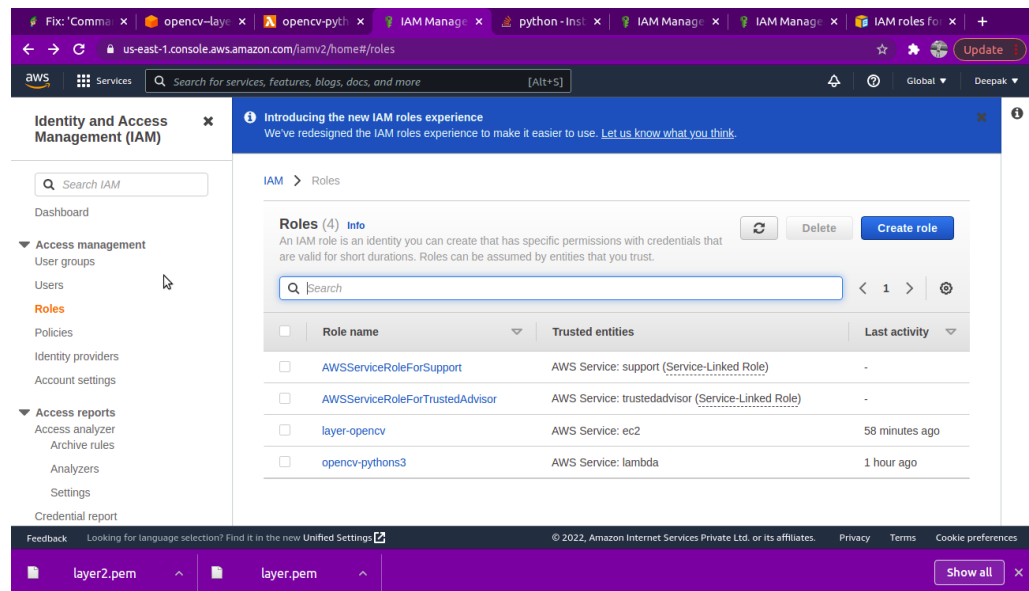 Fix: 'Comman
opencv–laye
opencv-pyth
IAM Manage
python - Inst
IAM Manage
IAM Manage
IAM roles for
us-east-1.console.aws.amazon.com/iamv2/home#/roles
Update
aws
Services
Search for services, features, blogs, docs, and more
[Alt+S]
Global
Deepak
Identity and Access
Management (IAM)
Search IAM
Dashboard
Access management
User groups
Users
Roles
Policies
Identity providers
Account settings
Access reports
Access analyzer
Archive rules
Analyzers
Settings
Credential report
Introducing the new IAM roles experience
We've redesigned the IAM roles experience to make it easier to use. Let us know what you think.
IAM > Roles
Roles (4) Info
An IAM role is an identity you can create that has specific permissions with credentials that
are valid for short durations. Roles can be assumed by entities that you trust.
Delete
Create role
Search
1
Role name
Trusted entities
Last activity
AWSServiceRoleForSupport
AWS Service: support (Service-Linked Role)
-
AWSServiceRoleForTrustedAdvisor
AWS Service: trustedadvisor (Service-Linked Role)
-
layer-opencv
AWS Service: ec2
58 minutes ago
opencv-pythons3
AWS Service: lambda
1 hour ago
Feedback
Looking for language selection? Find it in the new Unified Settings
© 2022, Amazon Internet Services Private Ltd. or its affiliates.
Privacy
Terms
Cookie preferences
layer2.pem
layer.pem
Show all